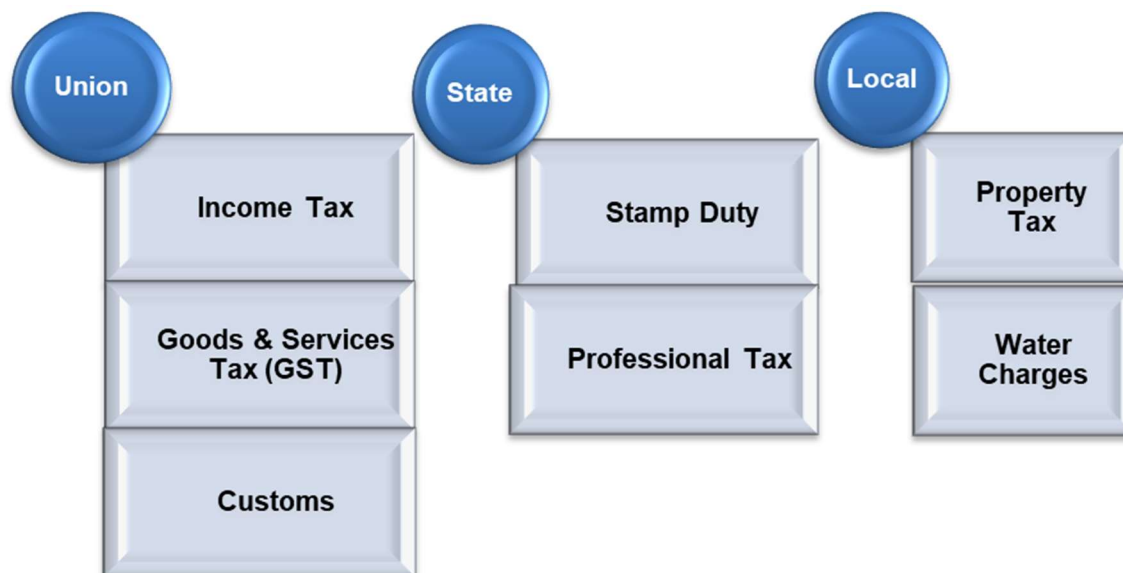 Union
Income Tax
Goods & Services
Tax (GST)
Customs
State
Stamp Duty
Professional Tax
Local
Property
Tax
Water
Charges